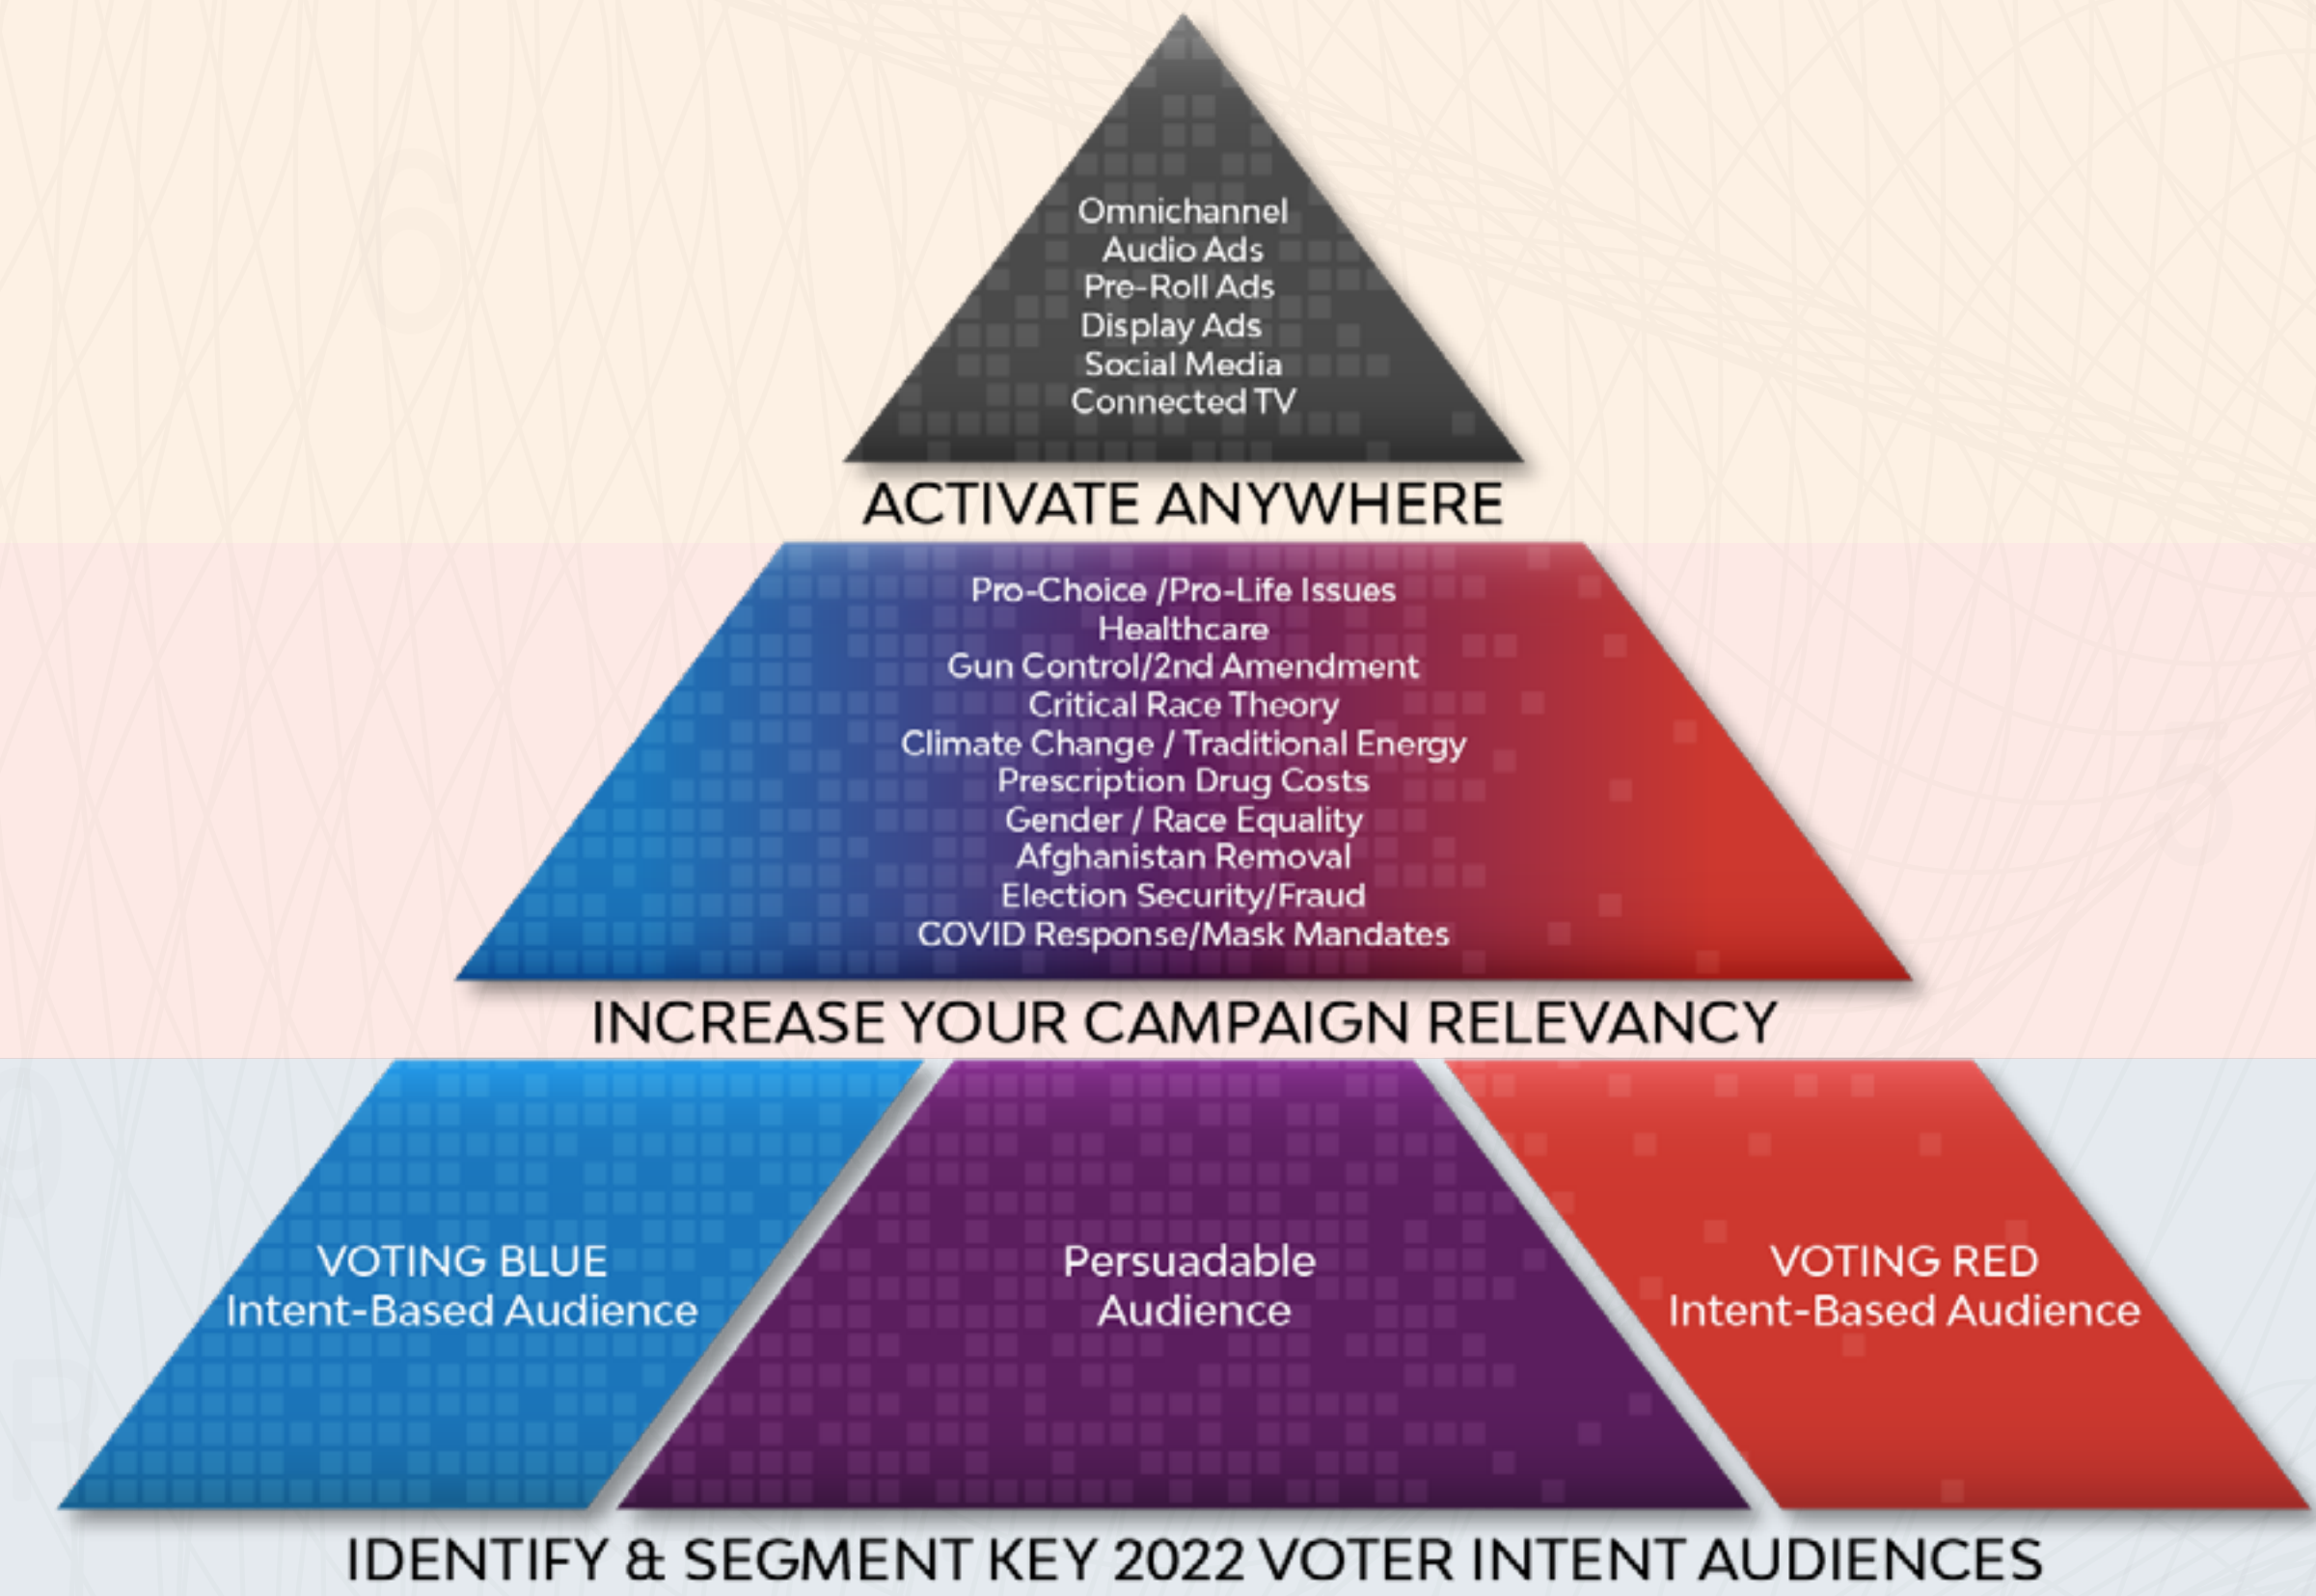 Omnichannel
Audio Ads
Pre-Roll Ads
Display Ads
Social Media
Connected TV
ACTIVATE ANYWHERE
Pro-Choice /Pro-Life Issues
Healthcare
Gun Control/2nd Amendment
Critical Race Theory
Climate Change / Traditional Energy
Prescription Drug Costs
Gender / Race Equality
Afghanistan Removal
Election Security/Fraud
COVID Response/Mask Mandates
INCREASE YOUR CAMPAIGN RELEVANCY
VOTING BLUE
Intent-Based Audience
Persuadable
Audience
VOTING RED
Intent-Based Audience
IDENTIFY & SEGMENT KEY 2022 VOTER INTENT AUDIENCES